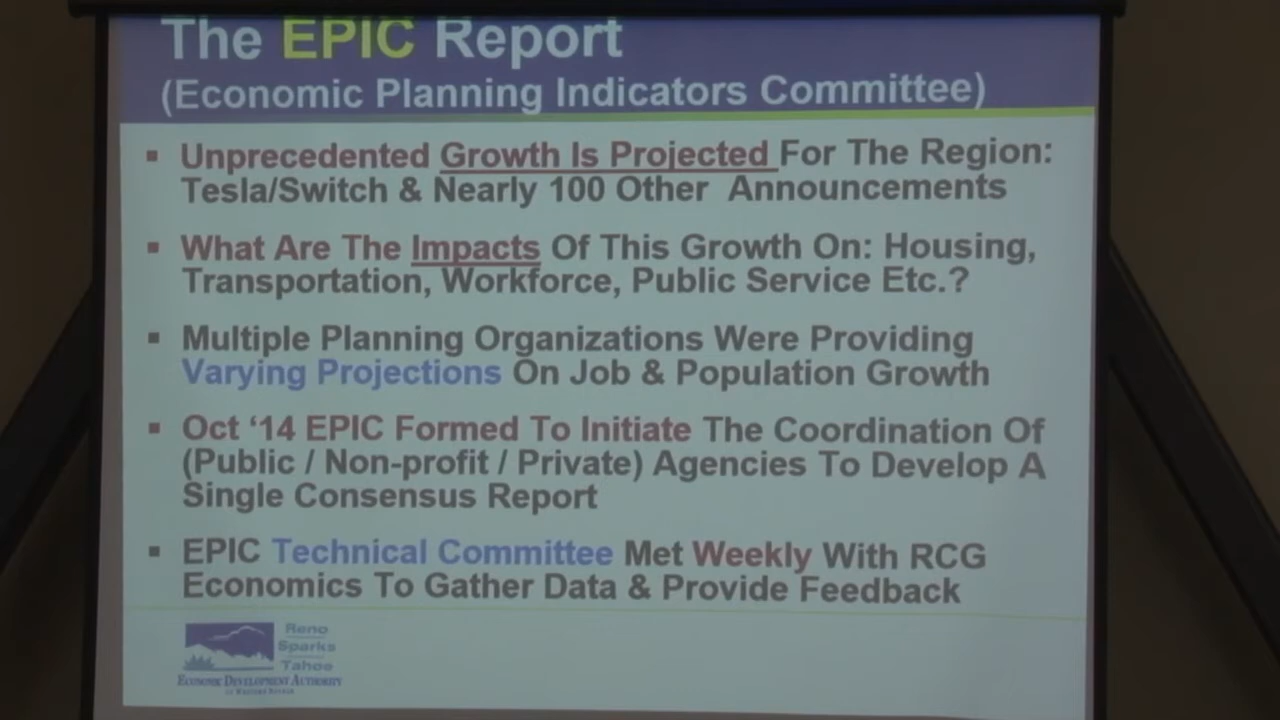 The EPIC Report
(Economic Planning Indicators Committee)
▪ Unprecedented Growth Is Projected For The Region:
Tesla/Switch & Nearly 100 Other Announcements
▪ What Are The Impacts Of This Growth On: Housing,
Transportation, Workforce, Public Service Etc.?
▪ Multiple Planning Organizations Were Providing
Varying Projections On Job & Population Growth
▪ Oct ‘14 EPIC Formed To Initiate The Coordination Of
(Public / Non-profit / Private) Agencies To Develop A
Single Consensus Report
▪ EPIC Technical Committee Met Weekly With RCG
Economics To Gather Data & Provide Feedback
Reno
Sparks
Tahoe
Economic Development Authority
of Western Nevada